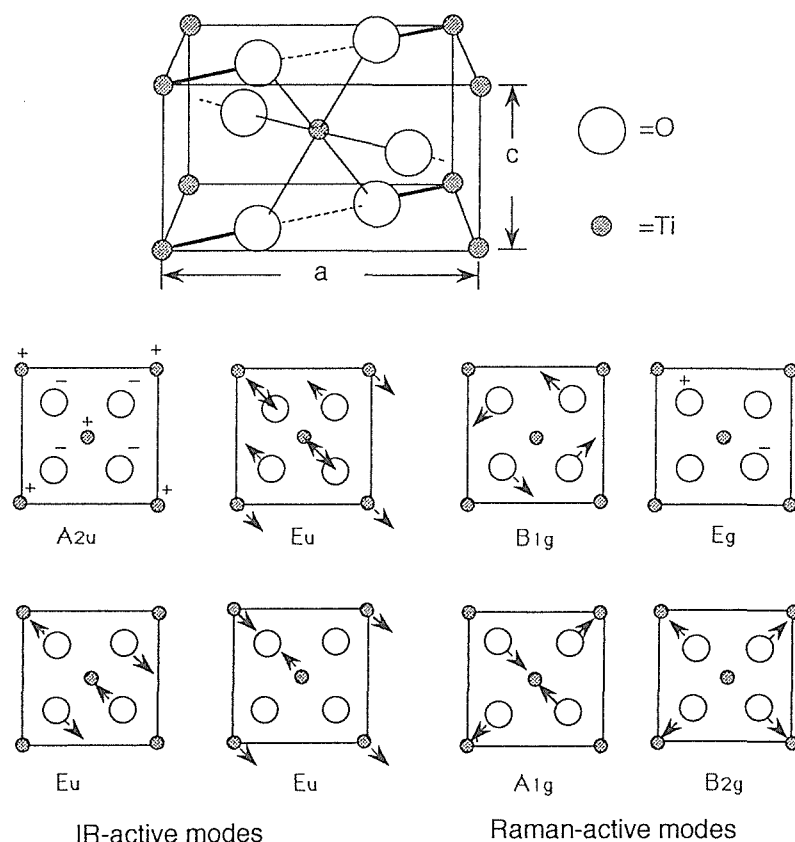 =O
c
=Ti
a
+ +
− −
+
− −
+ +
+
−
A2u Eu B1g Eg
Eu Eu A1g B2g
IR-active modes Raman-active modes